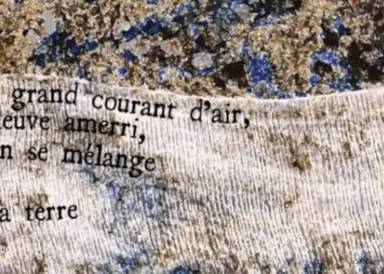 grand courant d'air,
euve amerri,
n se mélange
a terre